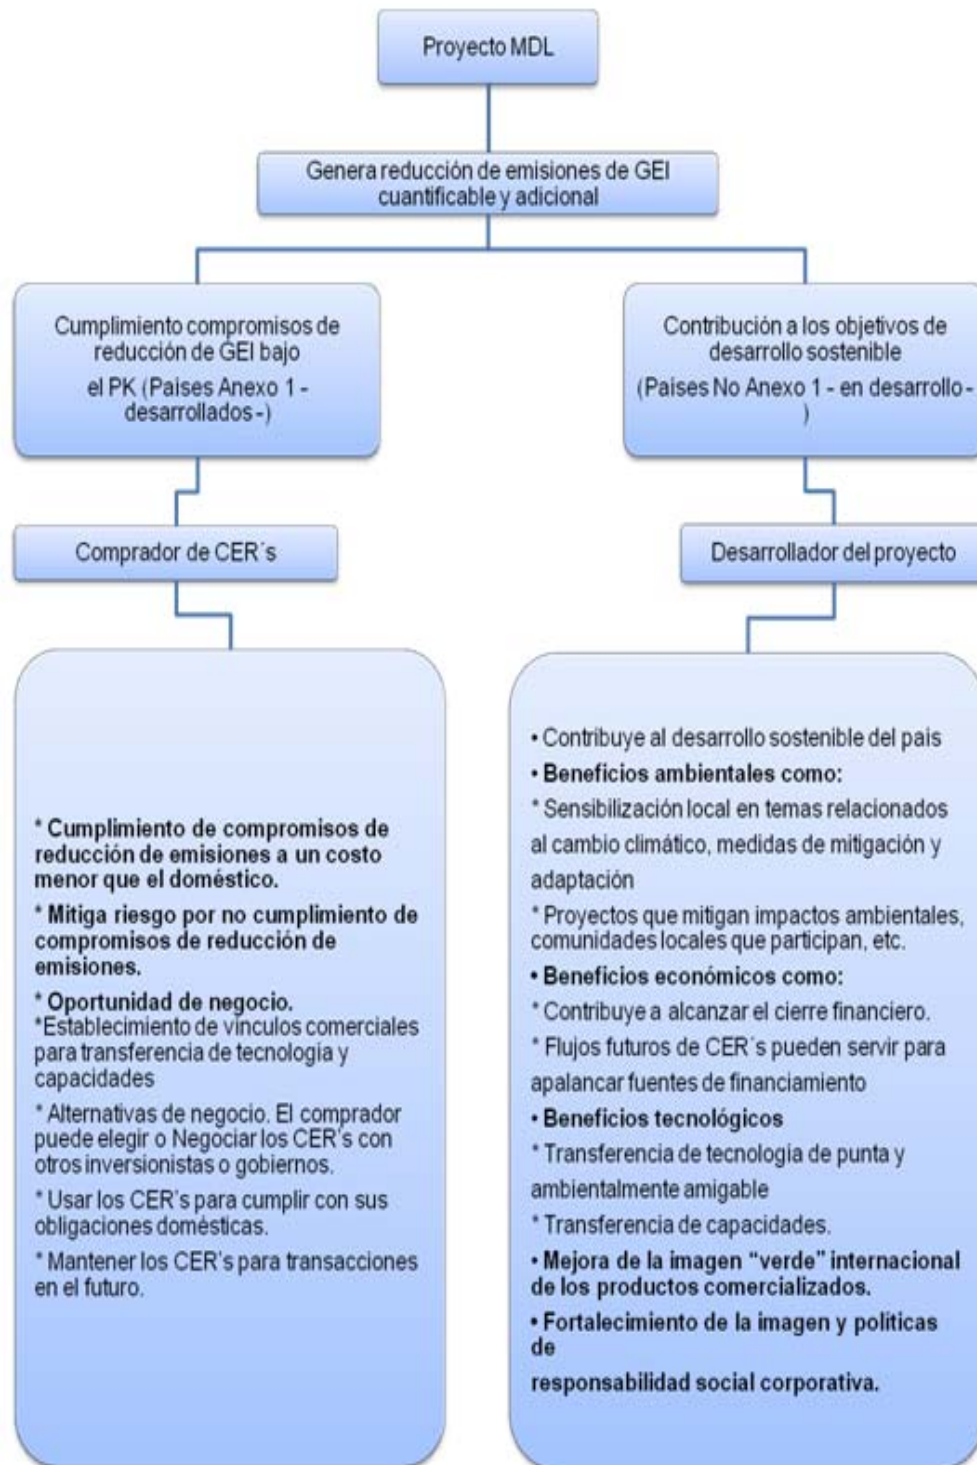 Proyecto MDL
Genera reducción de emisiones de GEI
cuantificable y adicional
Cumplimiento compromisos de
reducción de GEI bajo
el PK (Países Anexo 1 -
desarrollados -)
Contribución a los objetivos de
desarrollo sostenible
(Países No Anexo 1 - en desarrollo -
)
Comprador de CER´s
Desarrollador del proyecto
* Cumplimiento de compromisos de
reducción de emisiones a un costo
menor que el doméstico.
* Mitiga riesgo por no cumplimiento de
compromisos de reducción de
emisiones.
* Oportunidad de negocio.
*Establecimiento de vínculos comerciales
para transferencia de tecnología y
capacidades
* Alternativas de negocio. El comprador
puede elegir o Negociar los CER's con
otros inversionistas o gobiernos.
* Usar los CER's para cumplir con sus
obligaciones domésticas.
* Mantener los CER's para transacciones
en el futuro.
• Contribuye al desarrollo sostenible del país
• Beneficios ambientales como:
* Sensibilización local en temas relacionados
al cambio climático, medidas de mitigación y
adaptación
* Proyectos que mitigan impactos ambientales,
comunidades locales que participan, etc.
• Beneficios económicos como:
* Contribuye a alcanzar el cierre financiero.
* Flujos futuros de CER´s pueden servir para
apalancar fuentes de financiamiento
• Beneficios tecnológicos
* Transferencia de tecnología de punta y
ambientalmente amigable
* Transferencia de capacidades.
• Mejora de la imagen “verde” internacional
de los productos comercializados.
• Fortalecimiento de la imagen y políticas
de
responsabilidad social corporativa.